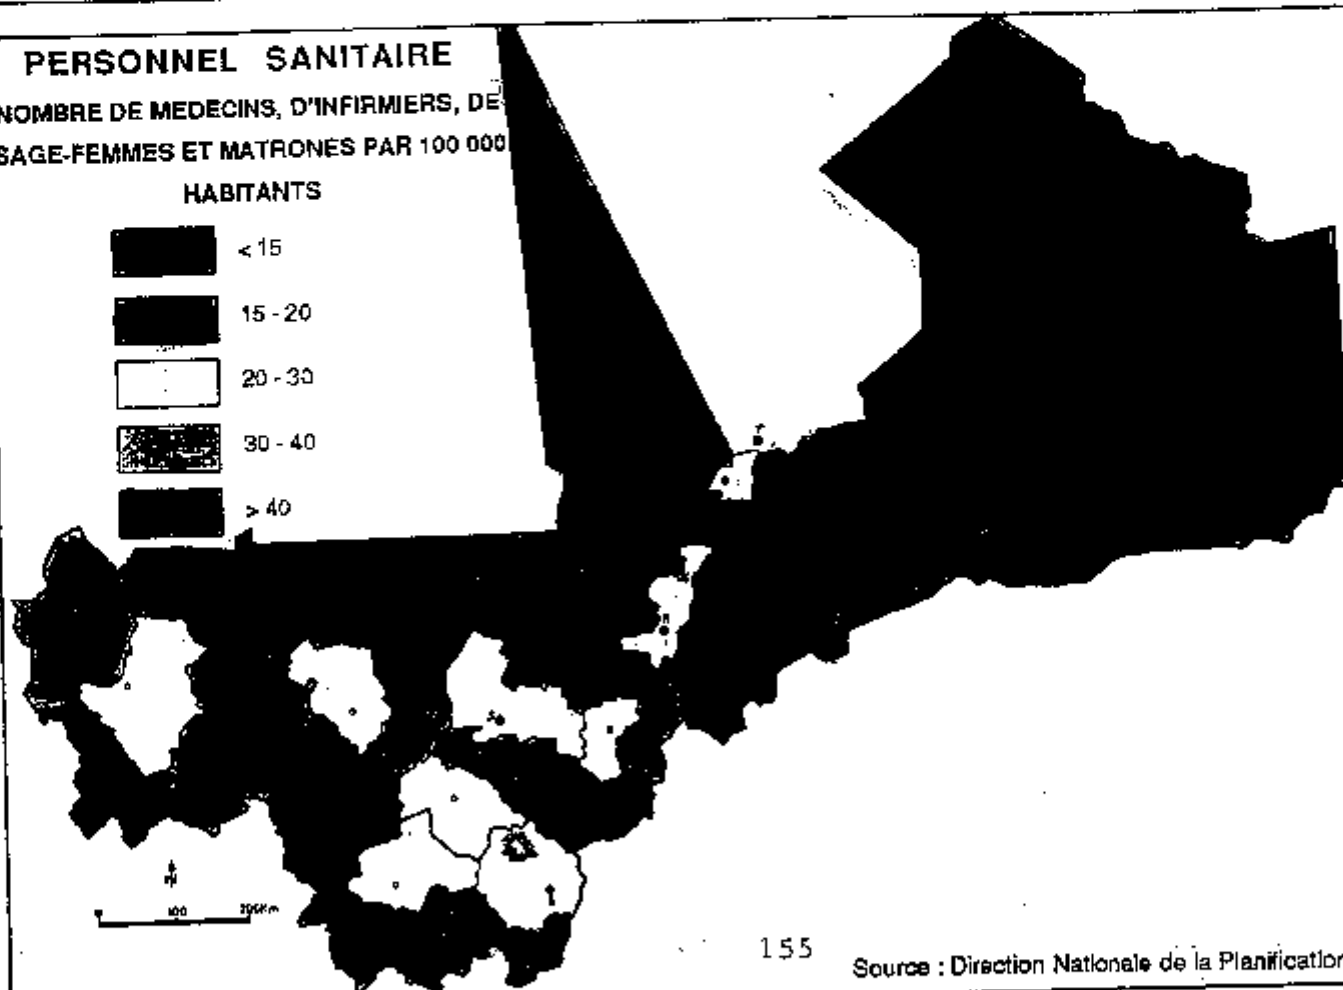 PERSONNEL SANITAIRE
NOMBRE DE MEDECINS, D'INFIRMIERS, DE
SAGE-FEMMES ET MATRONES PAR 100 000
HABITANTS
< 15
15 - 20
20 - 30
30 - 40
> 40
100
155
Source : Direction Nationale de la Planification